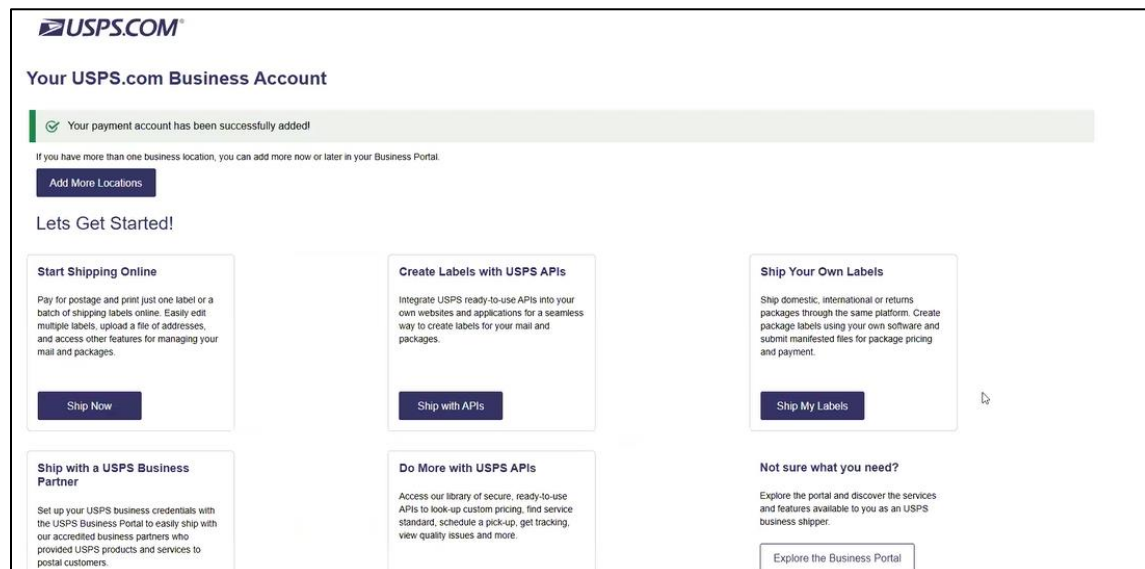 USPS.COM®
Your USPS.com Business Account
Your payment account has been successfully added!
If you have more than one business location, you can add more now or later in your Business Portal.
Add More Locations
Lets Get Started!
Start Shipping Online
Pay for postage and print just one label or a
batch of shipping labels online. Easily edit
multiple labels, upload a file of addresses,
and access other features for managing your
mail and packages.
Ship Now
Create Labels with USPS APIs
Integrate USPS ready-to-use APIs into your
own websites and applications for a seamless
way to create labels for your mail and
packages.
Ship with APIs
Ship Your Own Labels
Ship domestic, international or returns
packages through the same platform. Create
package labels using your own software and
submit manifested files for package pricing
and payment.
Ship My Labels
Ship with a USPS Business
Partner
Set up your USPS business credentials with
the USPS Business Portal to easily ship with
our accredited business partners who
provided USPS products and services to
postal customers.
Do More with USPS APIs
Access our library of secure, ready-to-use
APIs to look-up custom pricing, find service
standard, schedule a pick-up, get tracking,
view quality issues and more.
Not sure what you need?
Explore the portal and discover the services
and features available to you as an USPS
business shipper.
Explore the Business Portal